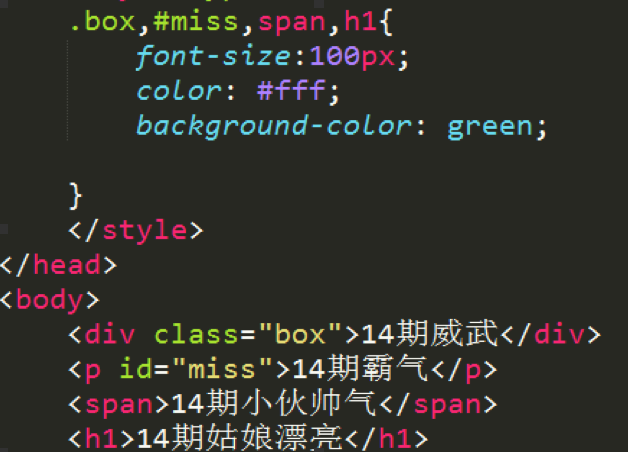 .box,#miss,span,h1{
font-size:100px;
color: #fff;
background-color: green;
}
</style>
</head>
<body>
<div class="box">14期威武</div>
<p id="miss">14期霸气</p>
<span>14期小伙帅气</span>
<h1>14期姑娘漂亮</h1>